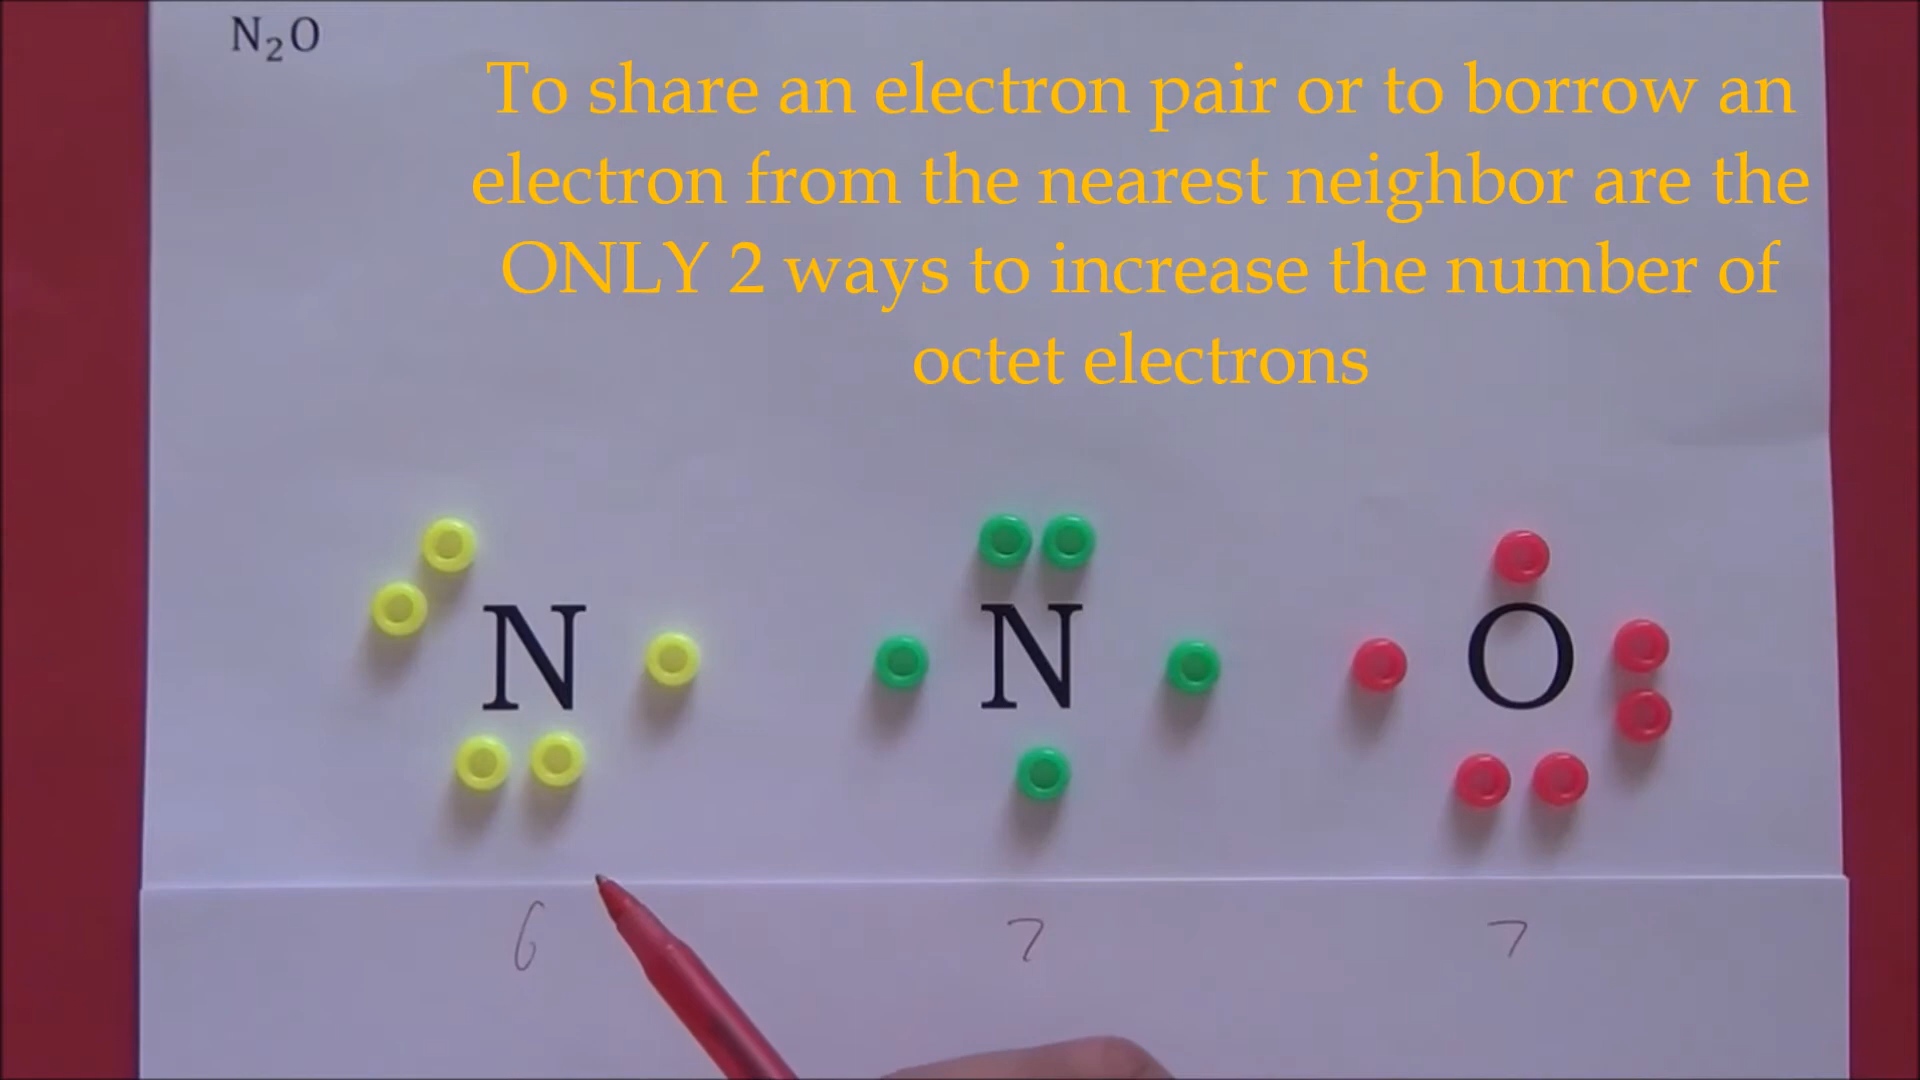 N₂O
To share an electron pair or to borrow an
electron from the nearest neighbor are the
ONLY 2 ways to increase the number of
octet electrons
N N O
6 7 7